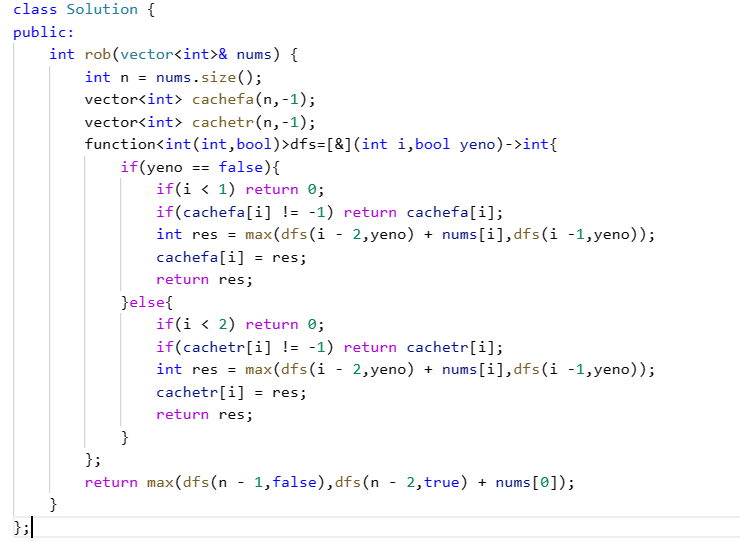 class Solution {
public:
    int rob(vector<int>& nums) {
        int n = nums.size();
        vector<int> cachefa(n,-1);
        vector<int> cachetr(n,-1);
        function<int(int,bool)>dfs=[&](int i,bool yeno)->int{
            if(yeno == false){
                if(i < 1) return 0;
                if(cachefa[i] != -1) return cachefa[i];
                int res = max(dfs(i - 2,yeno) + nums[i],dfs(i -1,yeno));
                cachefa[i] = res;
                return res;
            }else{
                if(i < 2) return 0;
                if(cachetr[i] != -1) return cachetr[i];
                int res = max(dfs(i - 2,yeno) + nums[i],dfs(i -1,yeno));
                cachetr[i] = res;
                return res;
            }
        };
        return max(dfs(n - 1,false),dfs(n - 2,true) + nums[0]);
    }
};